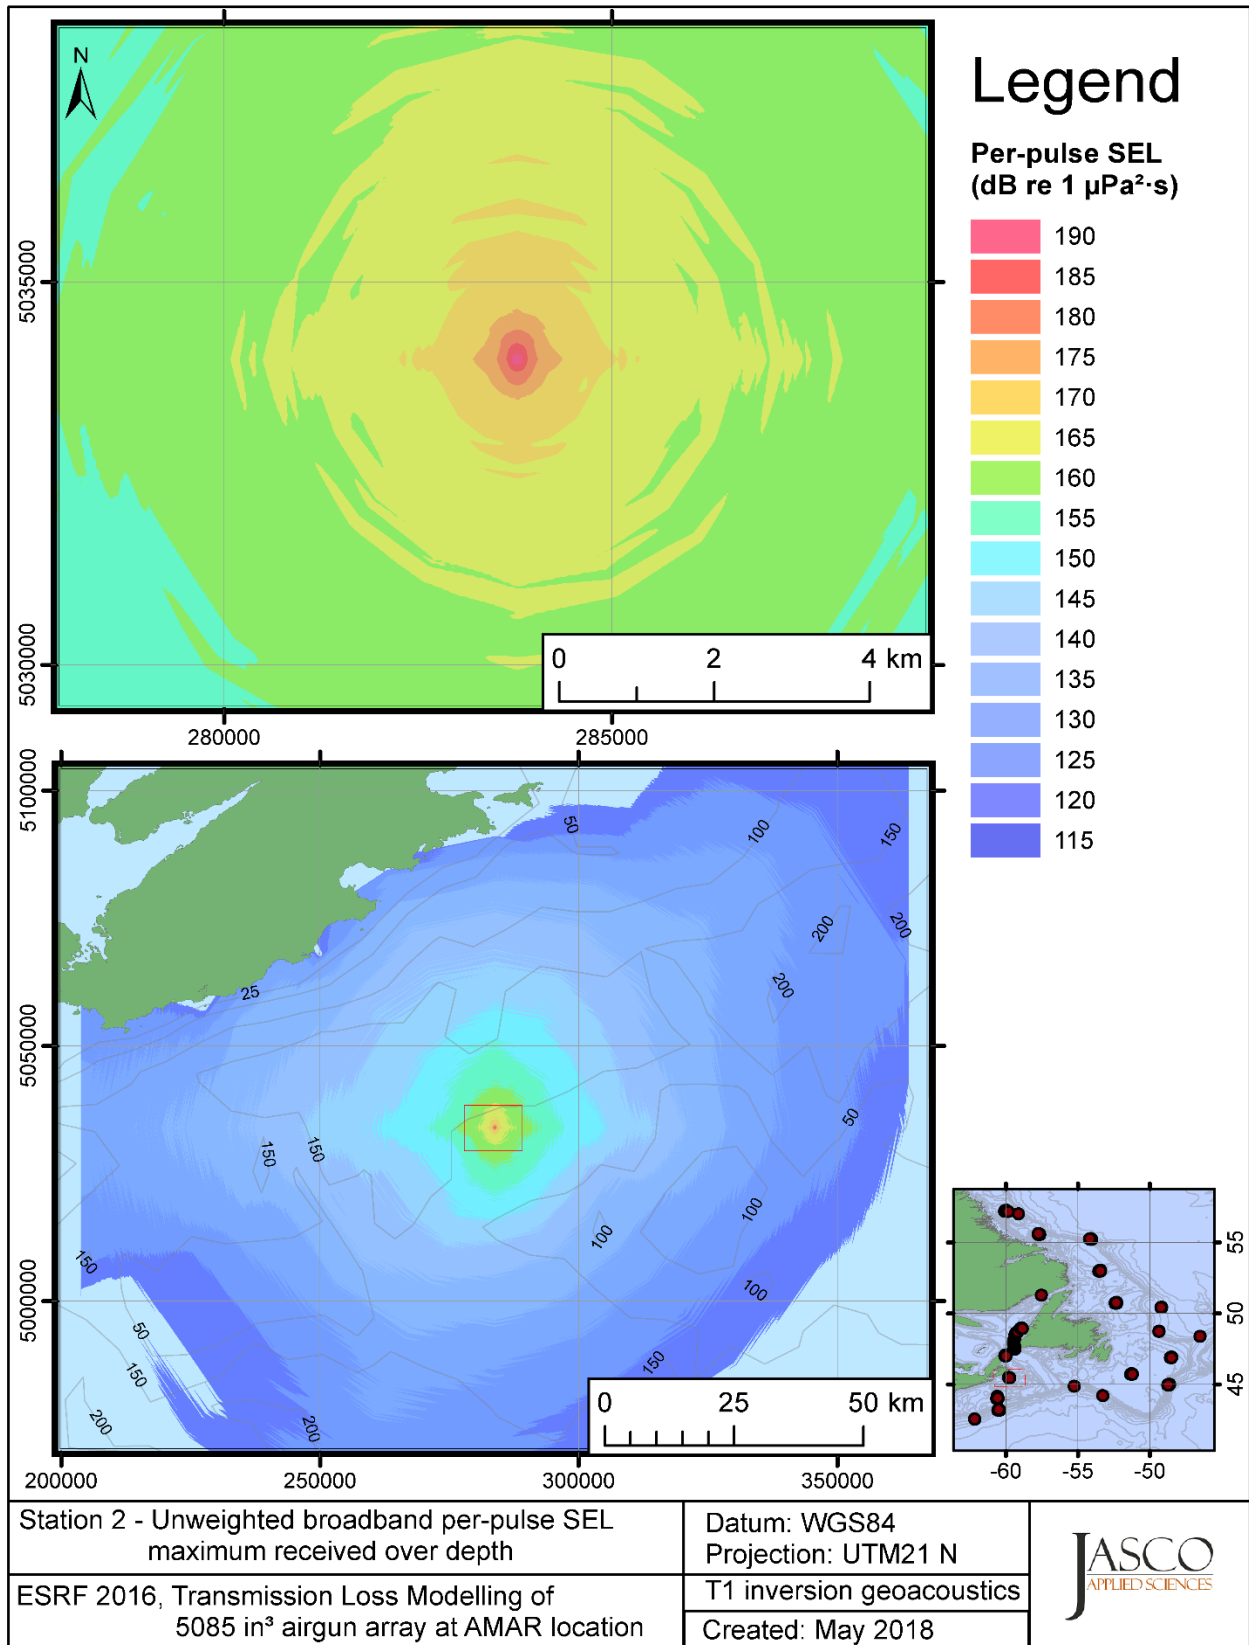 N
5035000
5030000
0 2 4 km
280000 285000
Legend
Per-pulse SEL
(dB re 1 µPa²·s)
190
185
180
175
170
165
160
155
150
145
140
135
130
125
120
115
5100000
5050000
5000000
50
100
150
200
200
200
25
50
150
150
100
100
100
150
50
150
150
200
200
0 25 50 km
200000 250000 300000 350000
55
50
45
-60 -55 -50
Station 2 - Unweighted broadband per-pulse SEL
maximum received over depth
ESRF 2016, Transmission Loss Modelling of
5085 in³ airgun array at AMAR location
Datum: WGS84
Projection: UTM21 N
T1 inversion geoacoustics
Created: May 2018
JASCO
APPLIED SCIENCES